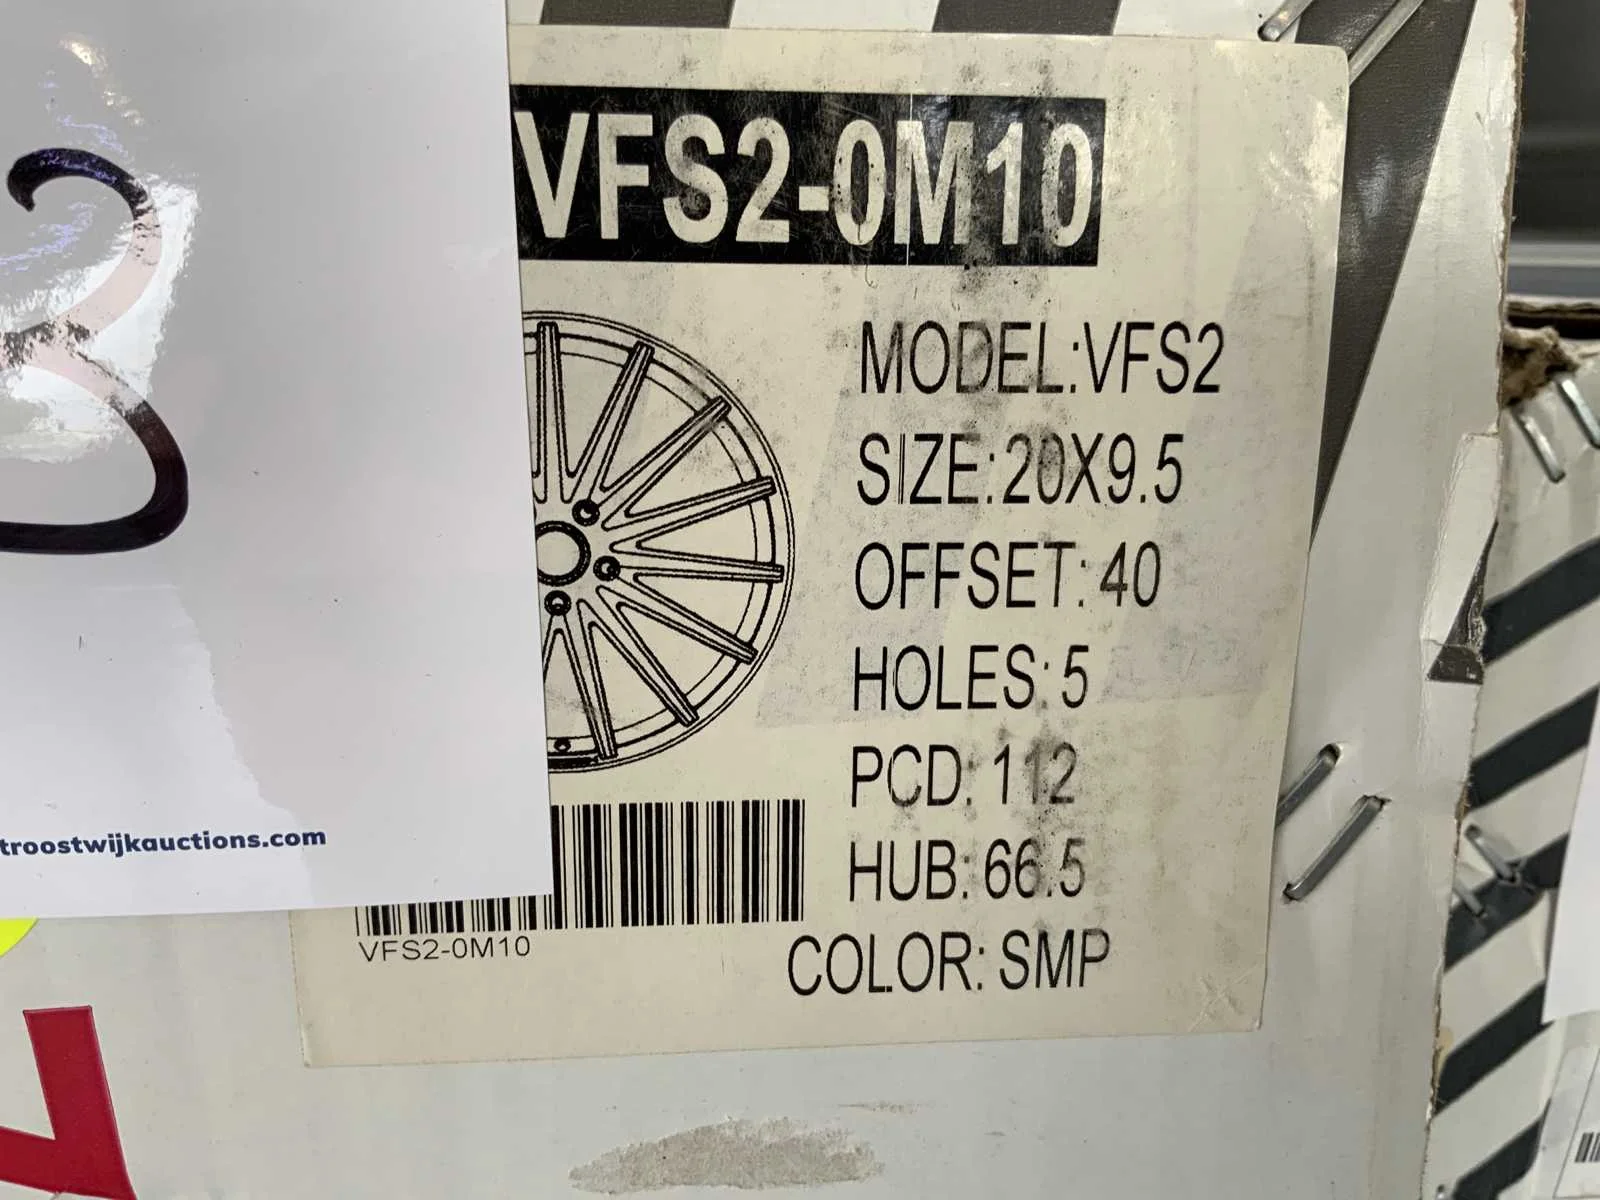 VFS2-0M10
MODEL:VFS2
SIZE:20X9.5
OFFSET: 40
HOLES: 5
PCD: 112
HUB: 66.5
COLOR: SMP
VFS2-0M10
troostwijkauctions.com